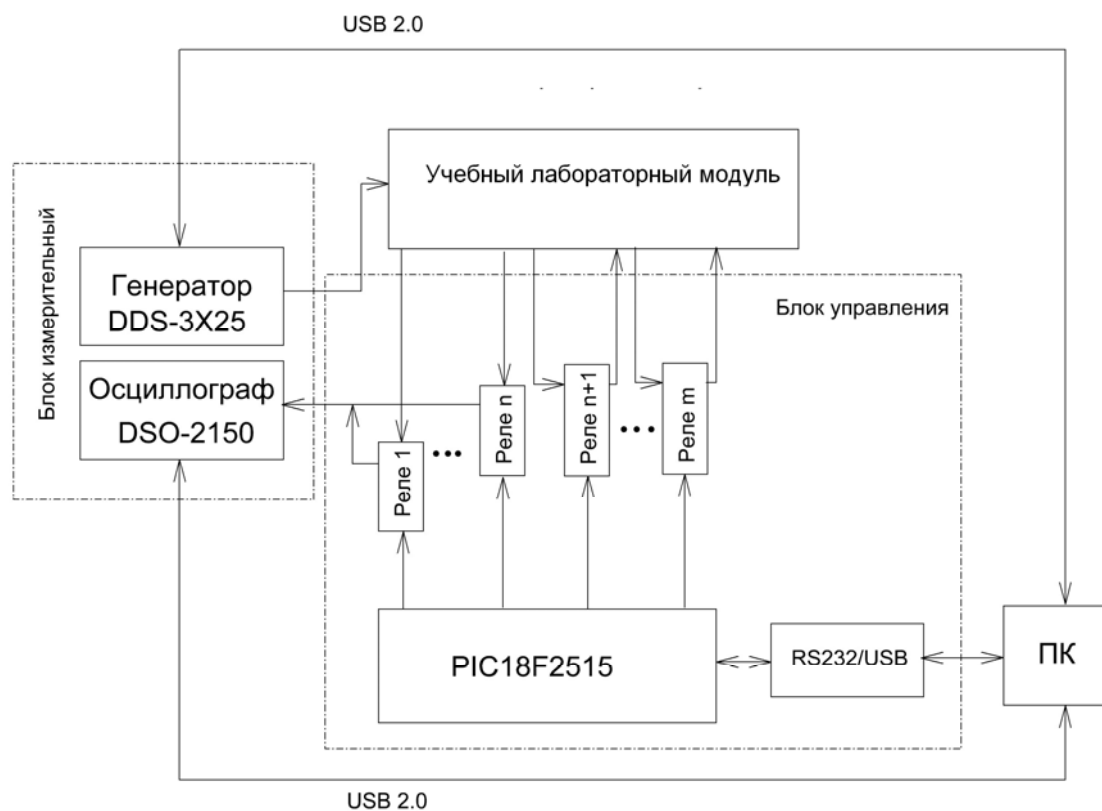 USB 2.0
Учебный лабораторный модуль
Блок измерительный
Генератор
DDS-3X25
Блок управления
Осциллограф
DSO-2150
Реле 1
Реле n
Реле n+1
Реле m
PIC18F2515
RS232/USB
ПК
USB 2.0